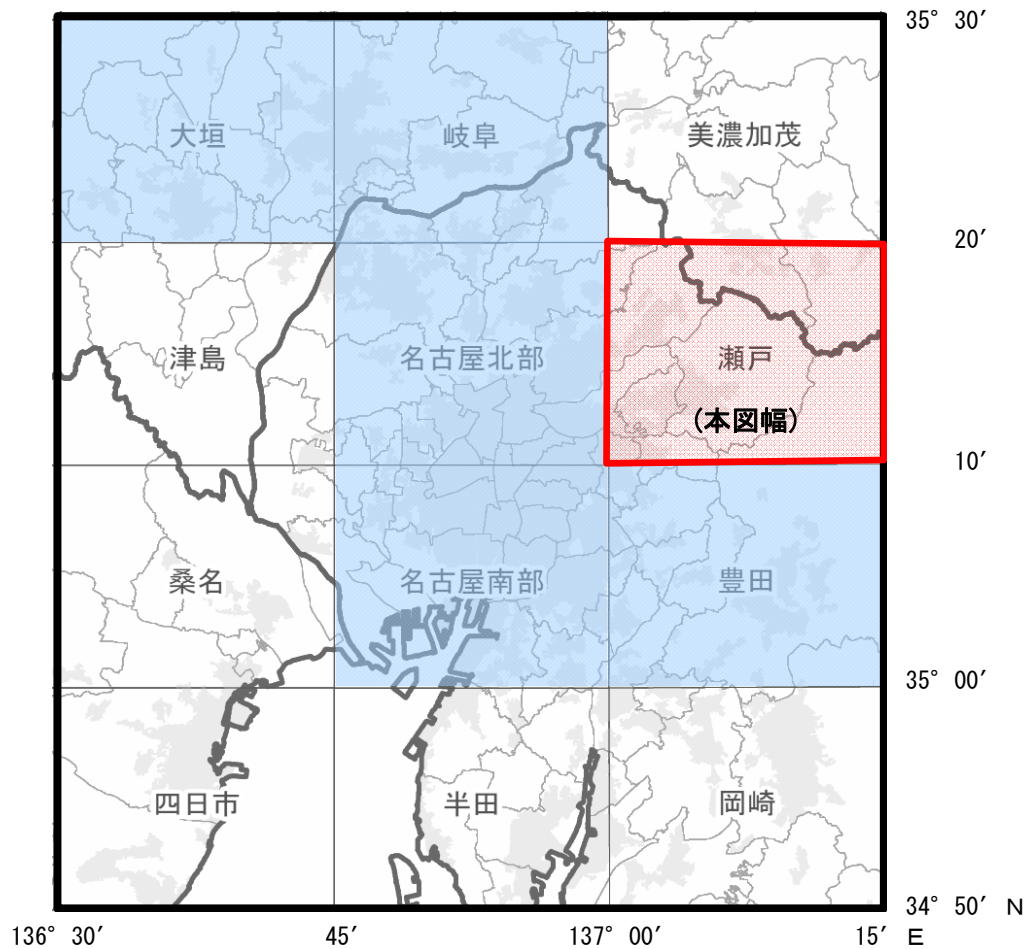 35° 30′
大垣
岐阜
美濃加茂
20′
津島
名古屋北部
瀬戸
(本図幅)
10′
桑名
名古屋南部
豊田
35° 00′
四日市
半田
岡崎
34° 50′ N
136° 30′
45′
137° 00′
15′ E